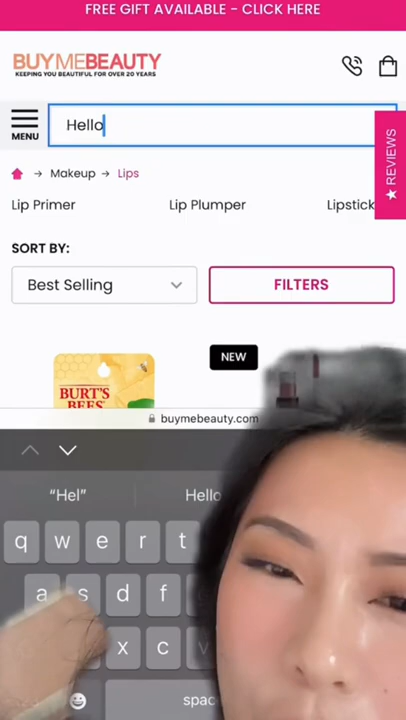 FREE GIFT AVAILABLE - CLICK HERE
BUYMEBEAUTY
KEEPING YOU BEAUTIFUL FOR OVER 20 YEARS
MENU
Hello
★ REVIEWS
→ Makeup → Lips
Lip Primer Lip Plumper Lipstick
SORT BY:
Best Selling FILTERS
NEW
BURT'S
BEES
buymebeauty.com
"Hel" Hello
q w e r t
a s d f
x c v
spac